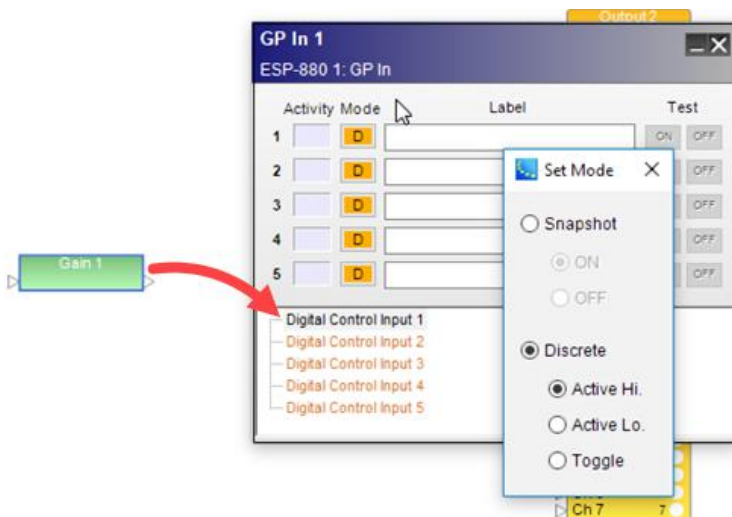 Output 2
GP In 1
ESP-880 1: GP In
Activity Mode Label Test
1 D ON OFF
2 D OFF
3 D OFF
4 D OFF
5 D OFF
Set Mode
Snapshot
ON
OFF
Discrete
Active Hi.
Active Lo.
Toggle
Gain 1
Digital Control Input 1
Digital Control Input 2
Digital Control Input 3
Digital Control Input 4
Digital Control Input 5
Ch 7 7